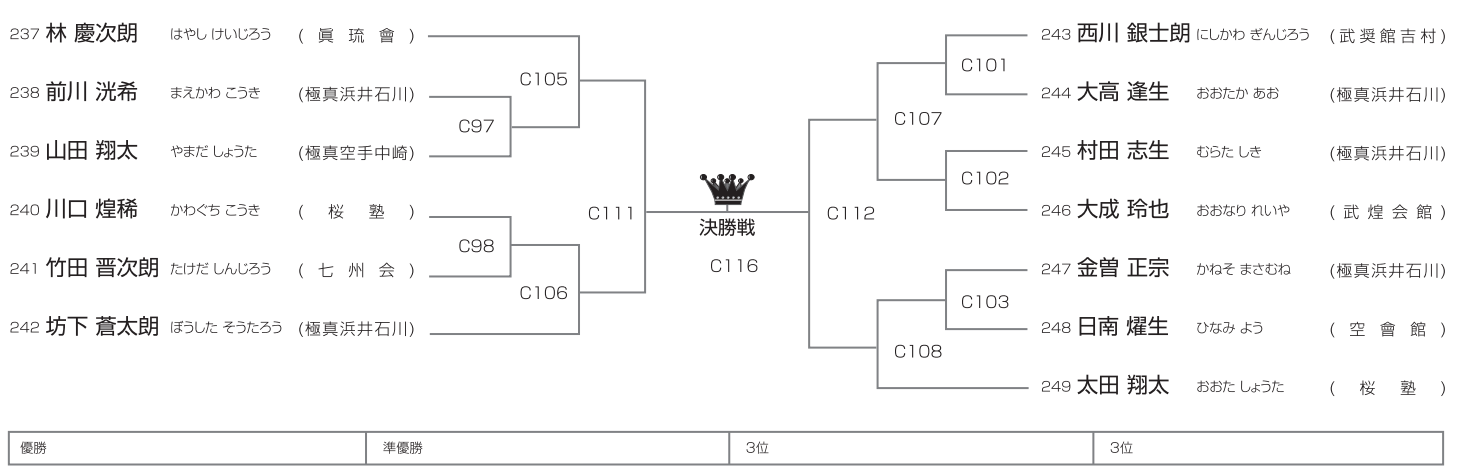 237 林 慶次朗 はやし けいじろう ( 眞 琉 會 )
C105
238 前川 洸希 まえかわ こうき (極真浜井石川)
C97
239 山田 翔太 やまだ しょうた (極真空手中崎)
C111
240 川口 煌稀 かわぐち こうき ( 桜 塾 )
C98
241 竹田 晋次朗 たけだ しんじろう ( 七 州 会 )
C106
242 坊下 蒼太朗 ぼうした そうたろう (極真浜井石川)
決勝戦
C116
243 西川 銀士朗 にしかわ ぎんじろう (武奨館吉村)
C101
244 大高 逢生 おおたか あお (極真浜井石川)
C107
245 村田 志生 むらた しき (極真浜井石川)
C102
246 大成 玲也 おおなり れいや ( 武 煌 会 館 )
C112
247 金曽 正宗 かねそ まさむね (極真浜井石川)
C103
248 日南 燿生 ひなみ よう ( 空 會 館 )
C108
249 太田 翔太 おおた しょうた ( 桜 塾 )
優勝 準優勝 3位 3位